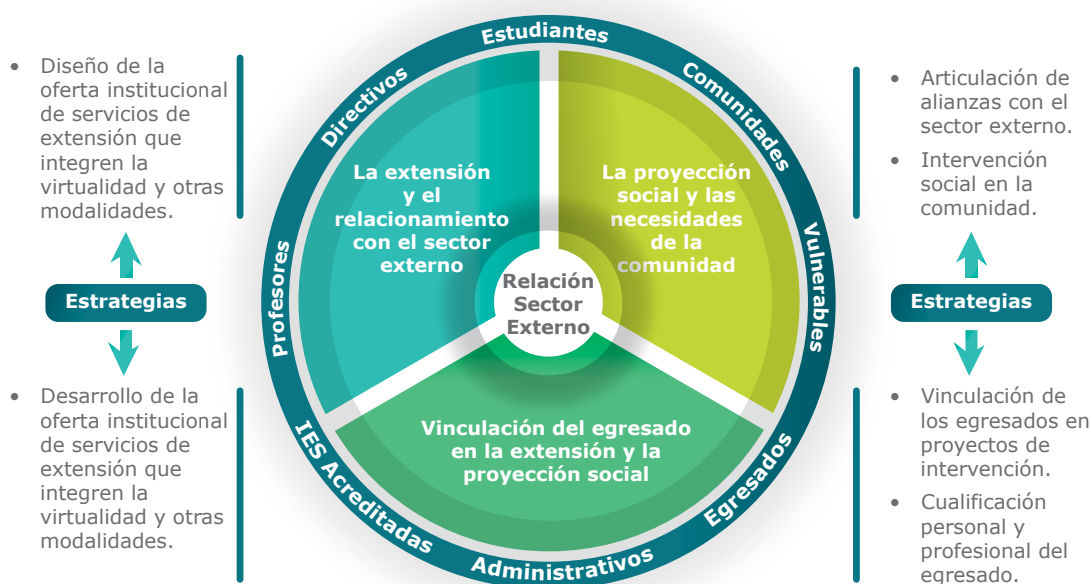 • Diseño de la
oferta institucional
de servicios de
extensión que
integren la
virtualidad y otras
modalidades.
Estrategias
• Desarrollo de la
oferta institucional
de servicios de
extensión que
integren la
virtualidad y otras
modalidades.
Estudiantes
Comunidades
Vulnerables
Egresados
Administrativos
IES Acreditadas
Profesores
Directivos
La extensión
y el
relacionamiento
con el sector
externo
La proyección
social y las
necesidades
de la
comunidad
Relación
Sector
Externo
Vinculación del egresado
en la extensión y la
proyección social
• Articulación de
alianzas con el
sector externo.
• Intervención
social en la
comunidad.
Estrategias
• Vinculación de
los egresados en
proyectos de
intervención.
• Cualificación
personal y
profesional del
egresado.